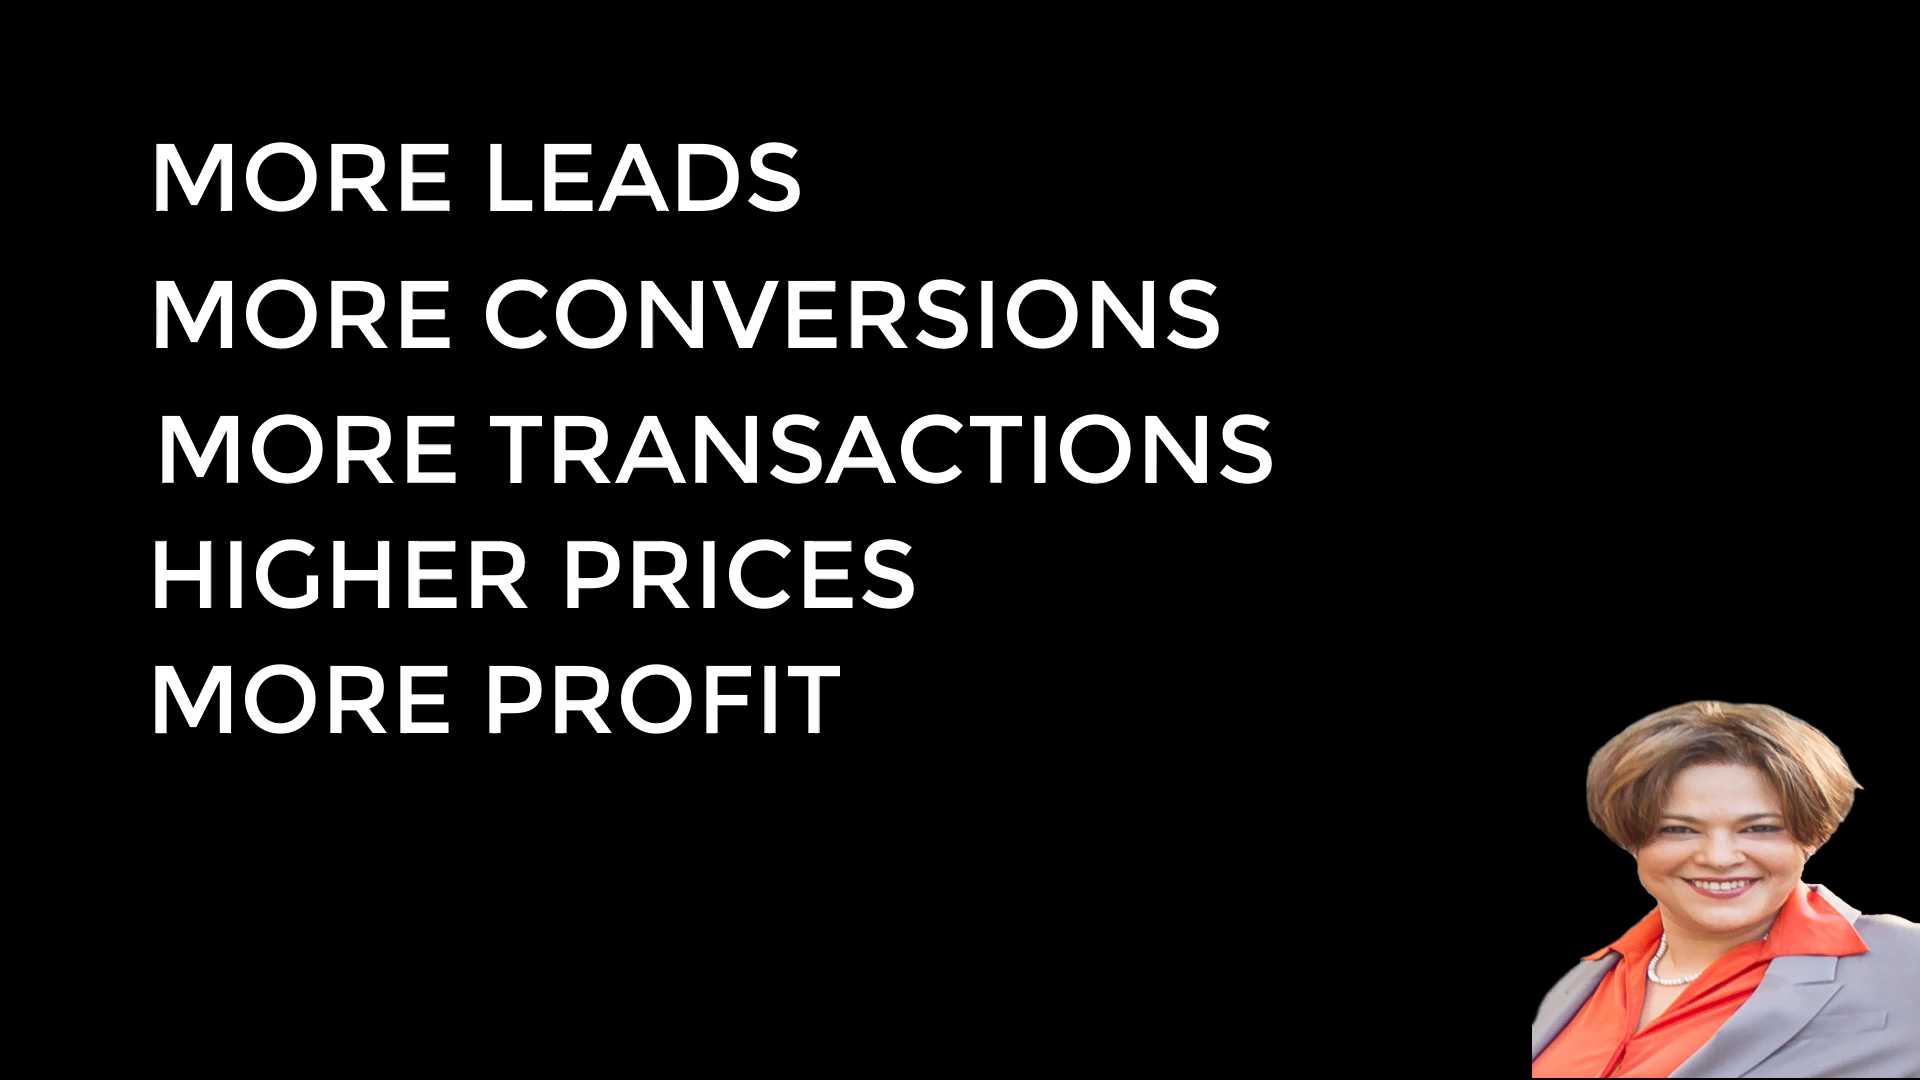 MORE LEADS
MORE CONVERSIONS
MORE TRANSACTIONS
HIGHER PRICES
MORE PROFIT